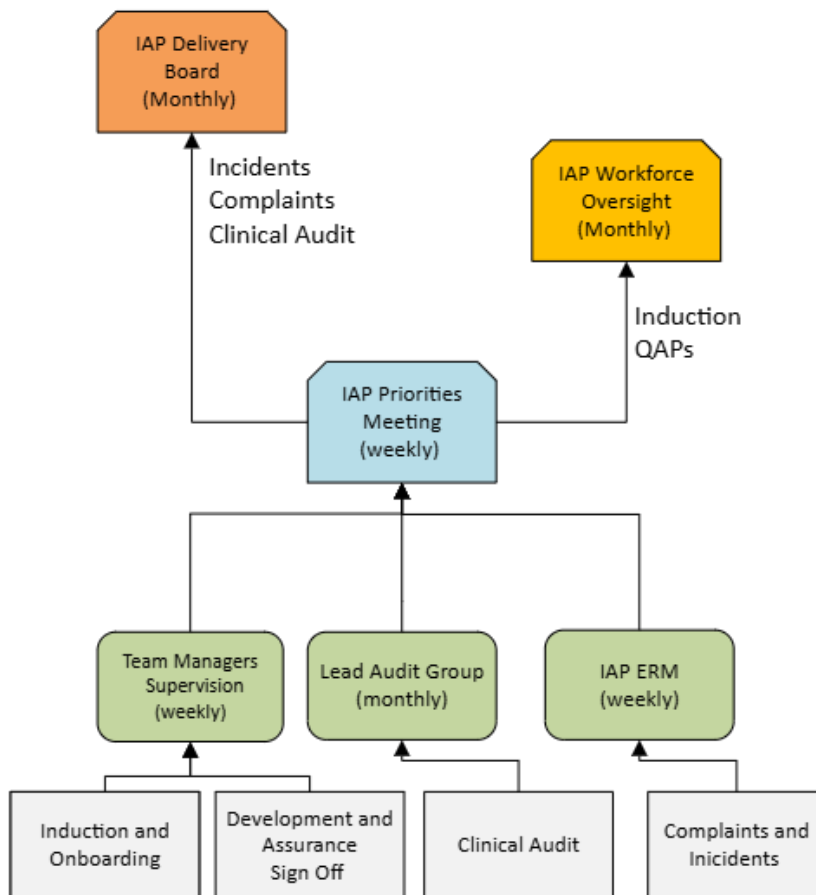 IAP Delivery
Board
(Monthly)
Incidents
Complaints
Clinical Audit
IAP Workforce
Oversight
(Monthly)
Induction
QAPs
IAP Priorities
Meeting
(weekly)
Team Managers
Supervision
(weekly)
Lead Audit Group
(monthly)
IAP ERM
(weekly)
Induction and
Onboarding
Development and
Assurance
Sign Off
Clinical Audit
Complaints and
Inicidents